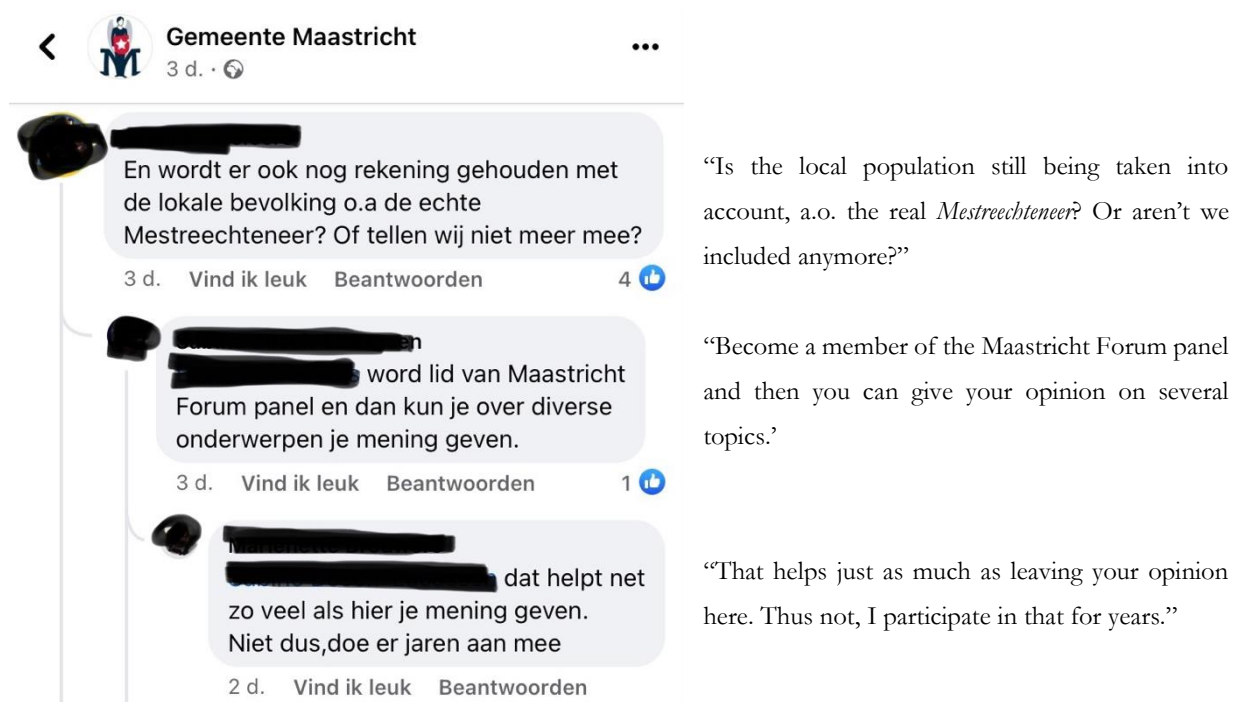 Gemeente Maastricht
3 d. ·
En wordt er ook nog rekening gehouden met
de lokale bevolking o.a de echte
Mestreechteneer? Of tellen wij niet meer mee?
3 d. Vind ik leuk Beantwoorden 4
“Is the local population still being taken into
account, a.o. the real Mestreechteneer? Or aren’t we
included anymore?”
word lid van Maastricht
Forum panel en dan kun je over diverse
onderwerpen je mening geven.
3 d. Vind ik leuk Beantwoorden 1
“Become a member of the Maastricht Forum panel
and then you can give your opinion on several
topics.’
dat helpt net
zo veel als hier je mening geven.
Niet dus,doe er jaren aan mee
2 d. Vind ik leuk Beantwoorden
“That helps just as much as leaving your opinion
here. Thus not, I participate in that for years.”